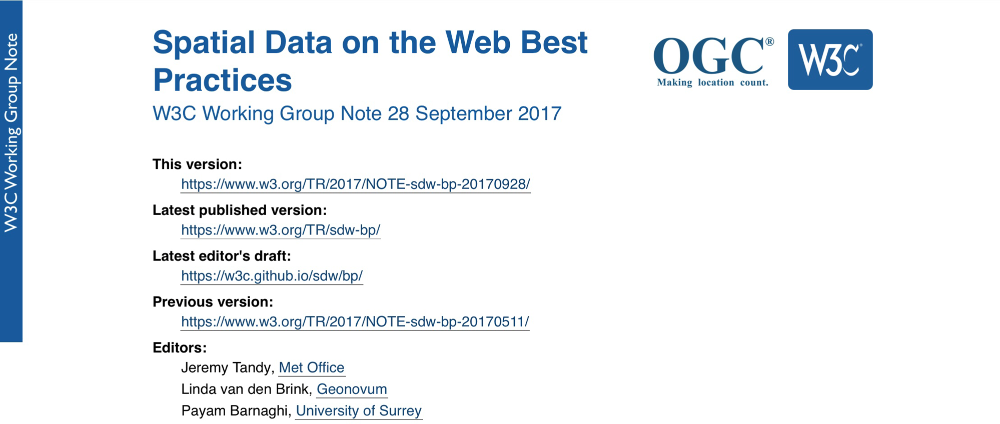 W3C Working Group Note
Spatial Data on the Web Best
Practices
W3C Working Group Note 28 September 2017
OGC®
Making location count.
W3C®
This version:
https://www.w3.org/TR/2017/NOTE-sdw-bp-20170928/
Latest published version:
https://www.w3.org/TR/sdw-bp/
Latest editor's draft:
https://w3c.github.io/sdw/bp/
Previous version:
https://www.w3.org/TR/2017/NOTE-sdw-bp-20170511/
Editors:
Jeremy Tandy, Met Office
Linda van den Brink, Geonovum
Payam Barnaghi, University of Surrey